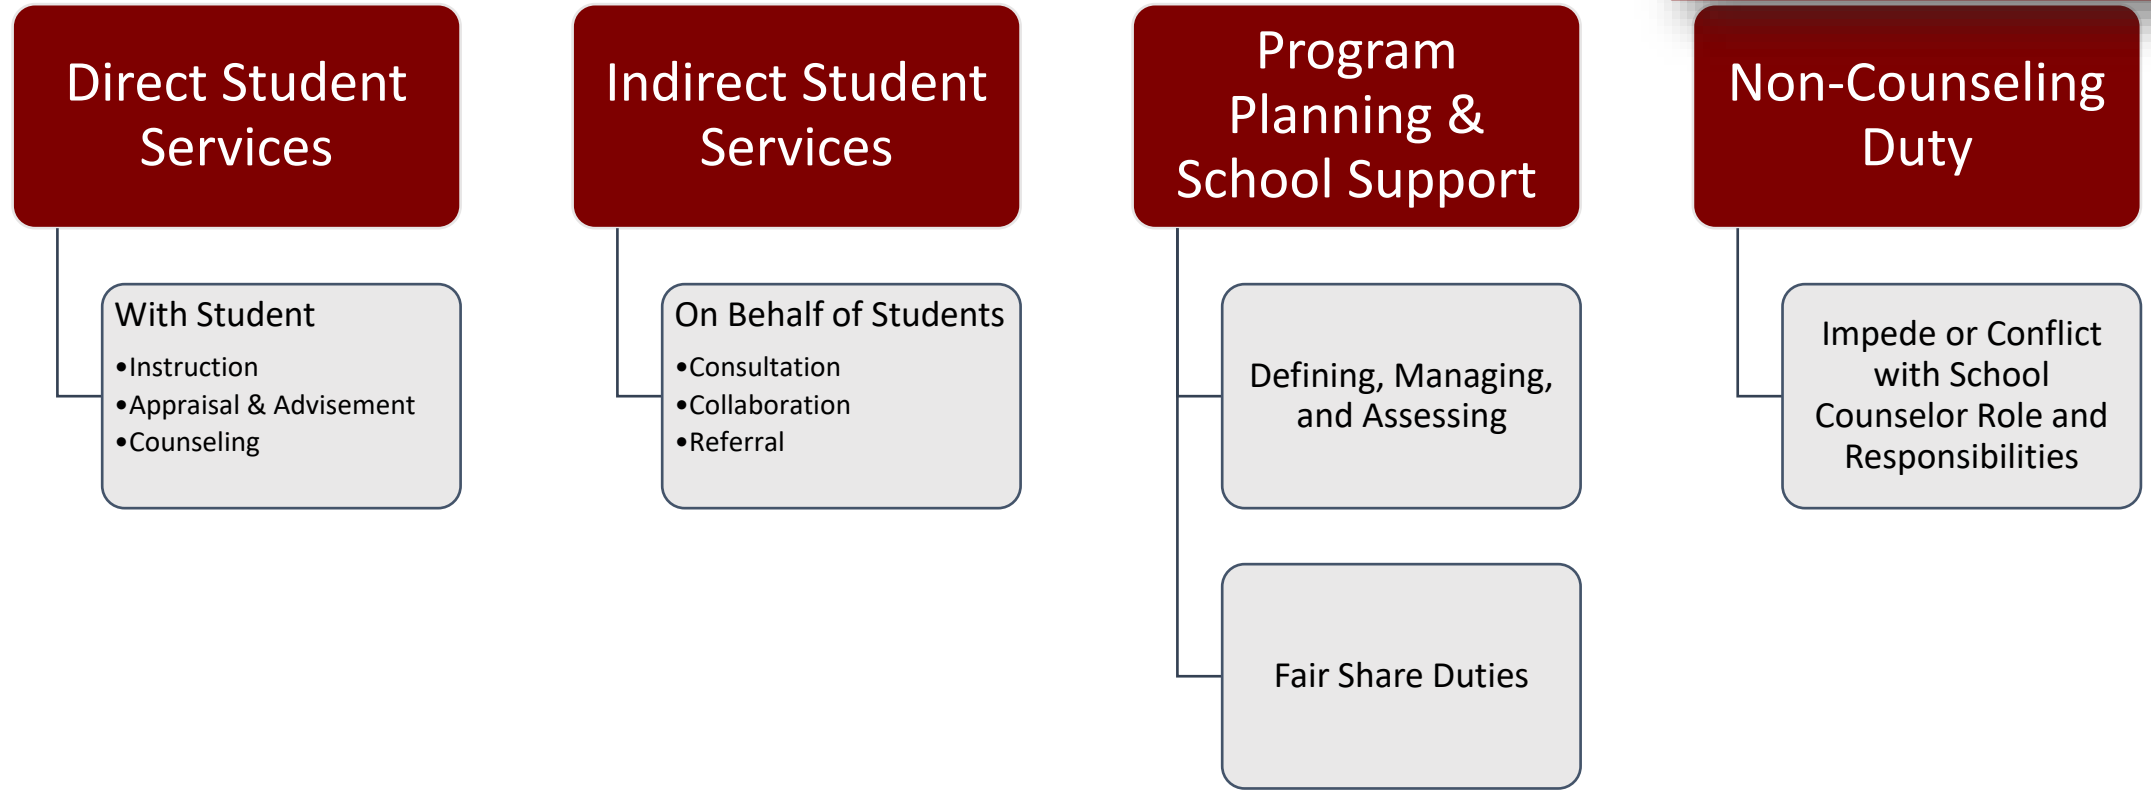 Direct Student
Services
With Student
•Instruction
•Appraisal & Advisement
•Counseling
Indirect Student
Services
On Behalf of Students
•Consultation
•Collaboration
•Referral
Program
Planning &
School Support
Defining, Managing,
and Assessing
Fair Share Duties
Non-Counseling
Duty
Impede or Conflict
with School
Counselor Role and
Responsibilities